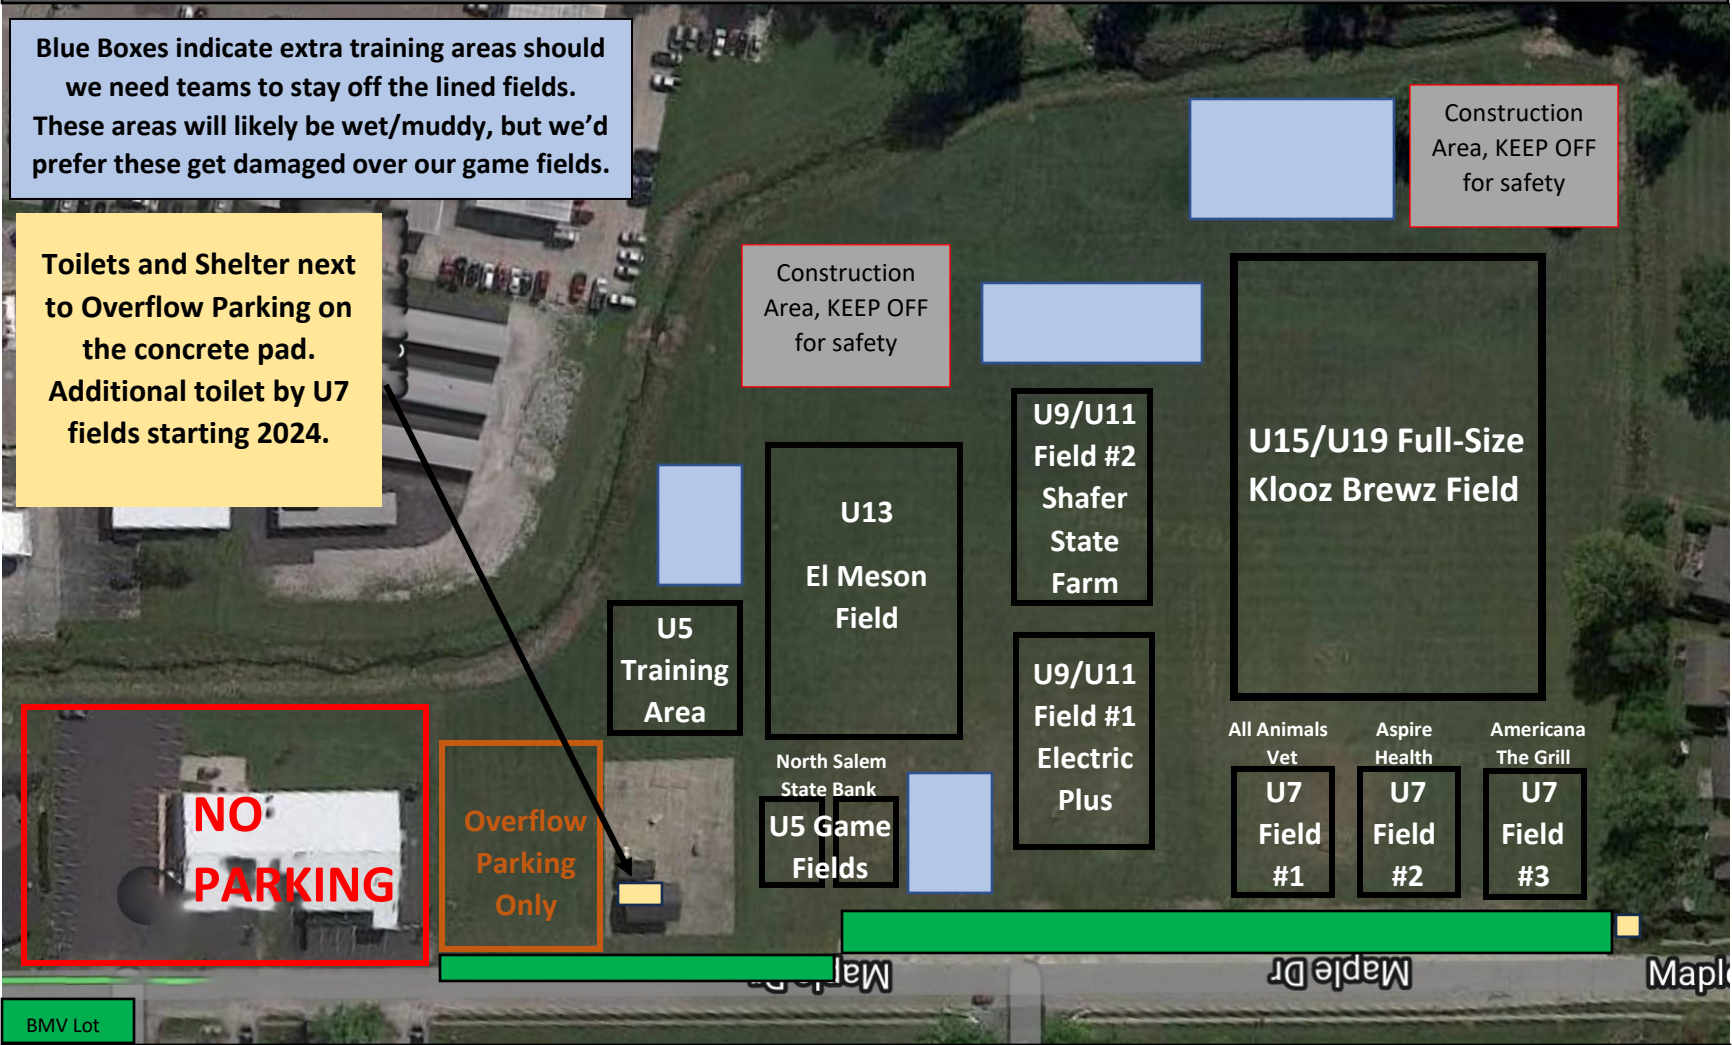 Blue Boxes indicate extra training areas should
we need teams to stay off the lined fields.
These areas will likely be wet/muddy, but we’d
prefer these get damaged over our game fields.
Toilets and Shelter next
to Overflow Parking on
the concrete pad.
Additional toilet by U7
fields starting 2024.
Construction
Area, KEEP OFF
for safety
Construction
Area, KEEP OFF
for safety
U9/U11
Field #2
Shafer
State
Farm
U15/U19 Full-Size
Klooz Brewz Field
U13
El Meson
Field
U5
Training
Area
U9/U11
Field #1
Electric
Plus
North Salem
State Bank
U5 Game
Fields
All Animals
Vet
U7
Field
#1
Aspire
Health
U7
Field
#2
Americana
The Grill
U7
Field
#3
NO
PARKING
Overflow
Parking
Only
Maple Dr
Maple Dr
Maple
BMV Lot